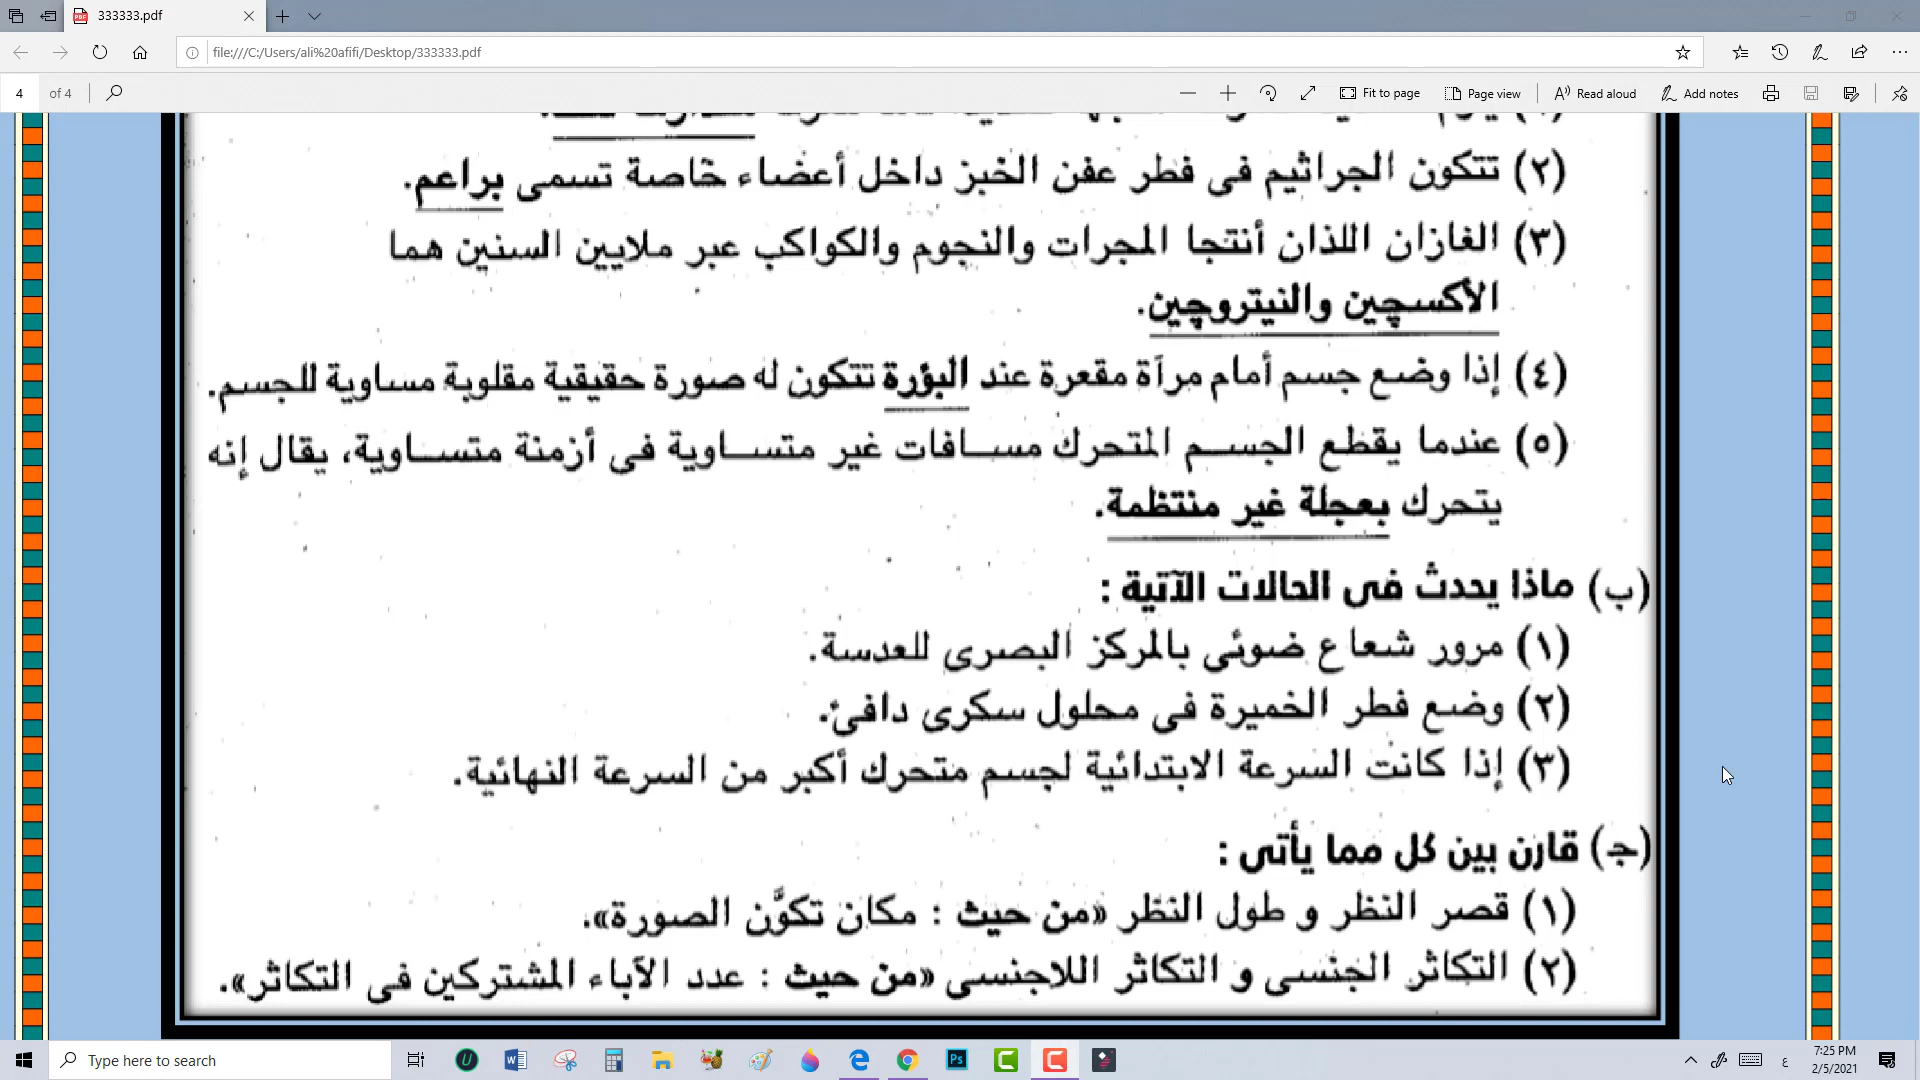 333333.pdf
file:///C:/Users/ali%20afifi/Desktop/333333.pdf
4 of 4
Fit to page
Page view
Read aloud
Add notes
(٢) تتكون الجراثيم فى فطر عفن الخبز داخل أعضاء خاصة تسمى براعم.
(٣) الغازان اللذان أنتجا المجرات والنجوم والكواكب عبر ملايين السنين هما
الأكسچين والنيتروچين.
(٤) إذا وضع جسم أمام مرآة مقعرة عند البؤرة تتكون له صورة حقيقية مقلوبة مساوية للجسم.
(٥) عندما يقطع الجسم المتحرك مسافات غير متساوية فى أزمنة متساوية، يقال إنه
يتحرك بعجلة غير منتظمة.
(ب) ماذا يحدث فى الحالات الآتية :
(١) مرور شعاع ضوئى بالمركز البصرى للعدسة.
(٢) وضع فطر الخميرة فى محلول سكرى دافئ.
(٣) إذا كانت السرعة الابتدائية لجسم متحرك أكبر من السرعة النهائية.
(جـ) قارن بين كل مما يأتى :
(١) قصر النظر و طول النظر «من حيث : مكان تكوَّن الصورة».
(٢) التكاثر الجنسى و التكاثر اللاجنسى «من حيث : عدد الآباء المشتركين فى التكاثر».
Type here to search
ع
7:25 PM
2/5/2021